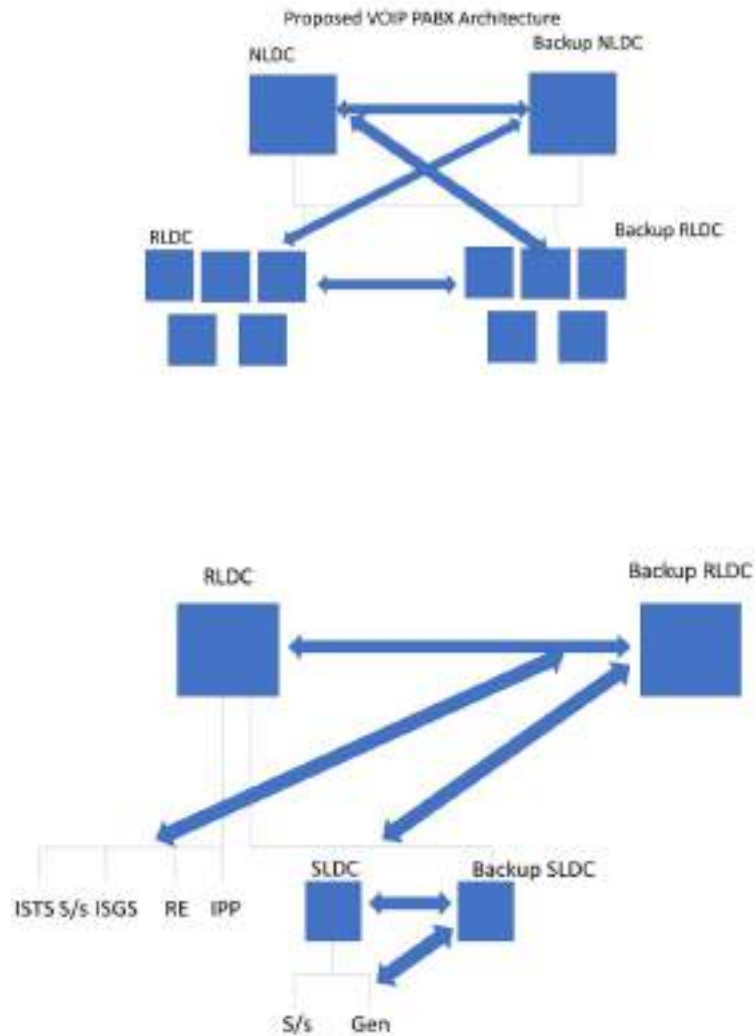 Proposed VOIP PABX Architecture
NLDC
Backup NLDC
RLDC
Backup RLDC
RLDC
Backup RLDC
SLDC
Backup SLDC
ISTS S/s ISGS RE IPP
S/s Gen